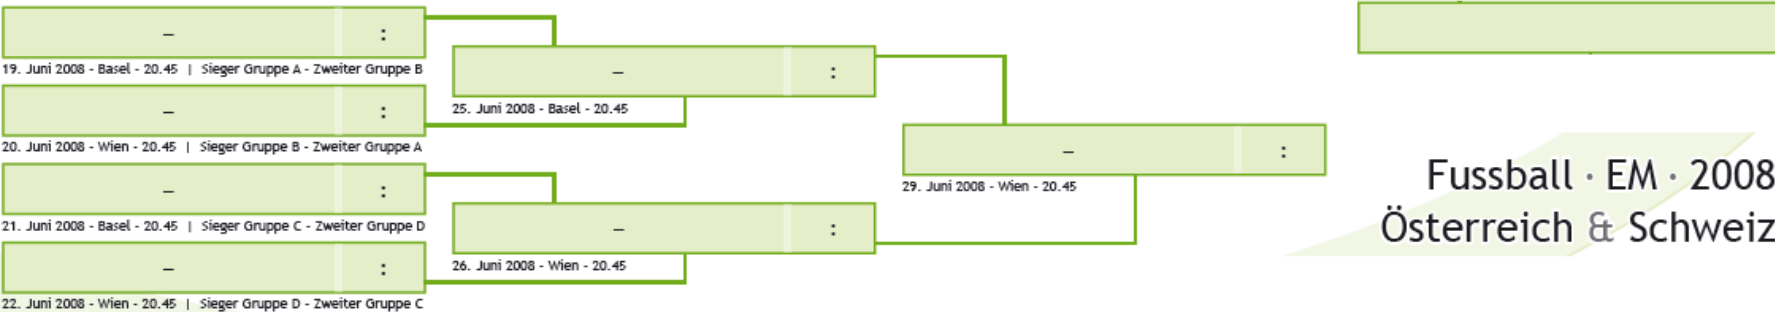 – :
19. Juni 2008 - Basel - 20.45 | Sieger Gruppe A - Zweiter Gruppe B
– :
20. Juni 2008 - Wien - 20.45 | Sieger Gruppe B - Zweiter Gruppe A
– :
21. Juni 2008 - Basel - 20.45 | Sieger Gruppe C - Zweiter Gruppe D
– :
22. Juni 2008 - Wien - 20.45 | Sieger Gruppe D - Zweiter Gruppe C
– :
25. Juni 2008 - Basel - 20.45
– :
26. Juni 2008 - Wien - 20.45
– :
29. Juni 2008 - Wien - 20.45
Fussball · EM · 2008
Österreich & Schweiz